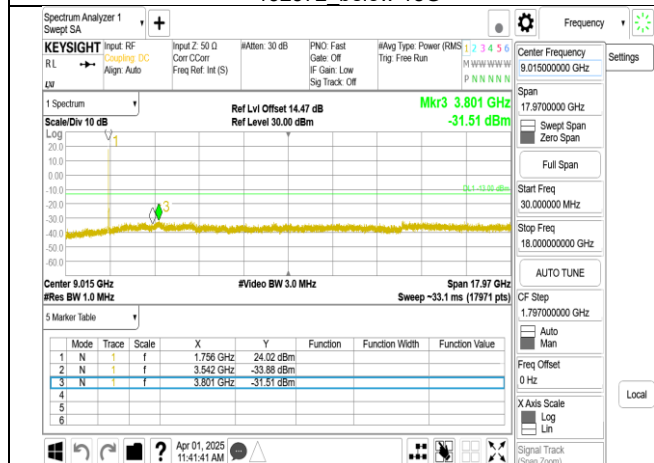 Spectrum Analyzer 1
Swept SA
Frequency
KEYSIGHT
RL
Input: RF
Coupling: DC
Align: Auto
Input Z: 50 Ω
Corr CCorr
Freq Ref: Int (S)
#Atten: 30 dB
PNO: Fast
Gate: Off
IF Gain: Low
Sig Track: Off
#Avg Type: Power (RMS
Trig: Free Run
1 2 3 4 5 6
M W W W W W
P N N N N N
Center Frequency
9.015000000 GHz
Settings
1 Spectrum
Scale/Div 10 dB
Ref Lvl Offset 14.47 dB
Ref Level 30.00 dBm
Mkr3 3.801 GHz
-31.51 dBm
Span
17.9700000 GHz
Swept Span
Zero Span
Log
20.0
10.0
0.00
-10.0
-20.0
-30.0
-40.0
-50.0
-60.0
1
3
Full Span
Start Freq
30.000000 MHz
Stop Freq
18.000000000 GHz
AUTO TUNE
Center 9.015 GHz
#Res BW 1.0 MHz
#Video BW 3.0 MHz
Span 17.97 GHz
Sweep ~33.1 ms (17971 pts)
CF Step
1.797000000 GHz
Auto
Man
5 Marker Table
Mode Trace Scale X Y Function Function Width Function Value
1 N 1 f 1.756 GHz 24.02 dBm
2 N 1 f 3.542 GHz -33.88 dBm
3 N 1 f 3.801 GHz -31.51 dBm
4
5
6
Freq Offset
0 Hz
X Axis Scale
Log
Lin
Local
Signal Track
(Span Zoom)
?
Apr 01, 2025
11:41:41 AM